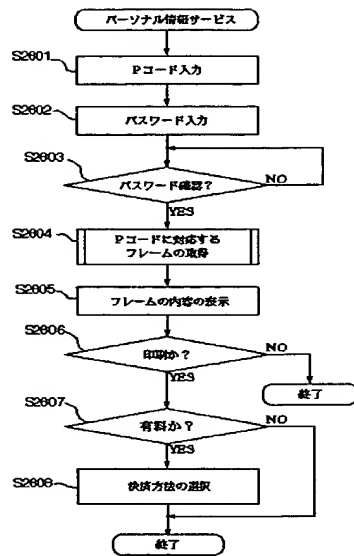 パーソナル情報サービス
S2601
Pコード入力
S2602
パスワード入力
S2603
パスワード確認?
NO
YES
S2604
Pコードに対応する
フレームの取得
S2605
フレームの内容の表示
S2606
印刷か?
NO
YES
終了
S2607
有料か?
NO
YES
S2608
決済方法の選択
終了